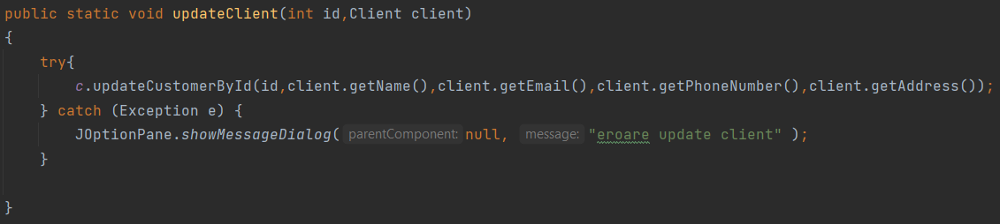 public static void updateClient(int id,Client client)
{
try{
c.updateCustomerById(id,client.getName(),client.getEmail(),client.getPhoneNumber(),client.getAddress());
} catch (Exception e) {
JOptionPane.showMessageDialog( parentComponent: null, message: "eroare update client" );
}
}